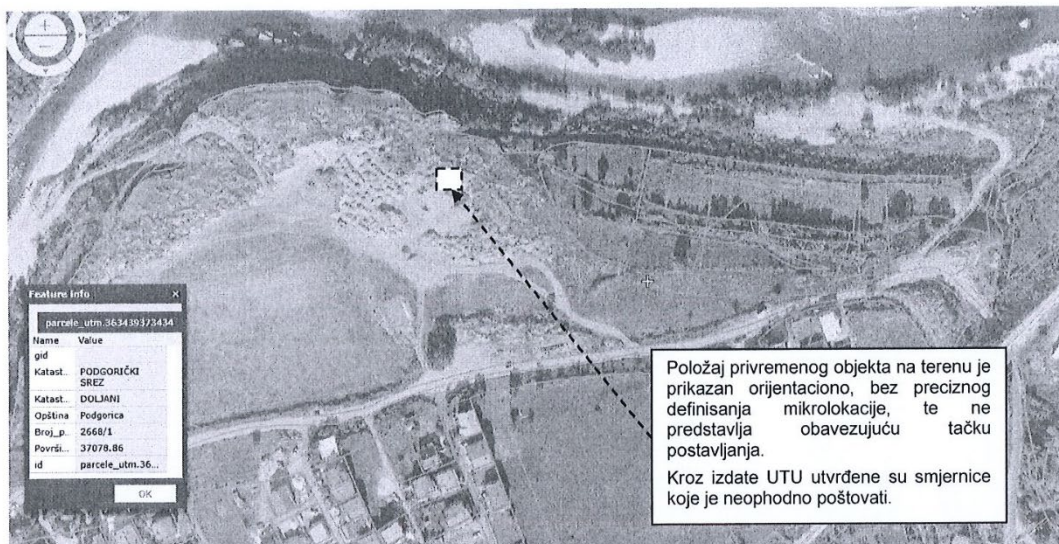 Feature Info ×
parcele_utm.363439373434
Name Value
gid
Katast.. PODGORIČKI
SREZ
Katast.. DOLJANI
Opština Podgorica
Broj_p.. 2668/1
Površi... 37078.86
id parcele_utm.36...
OK
Položaj privremenog objekta na terenu je
prikazan orijentaciono, bez preciznog
definisanja mikrolokacije, te ne
predstavlja obavezujuću tačku
postavljanja.
Kroz izdate UTU utvrđene su smjernice
koje je neophodno poštovati.